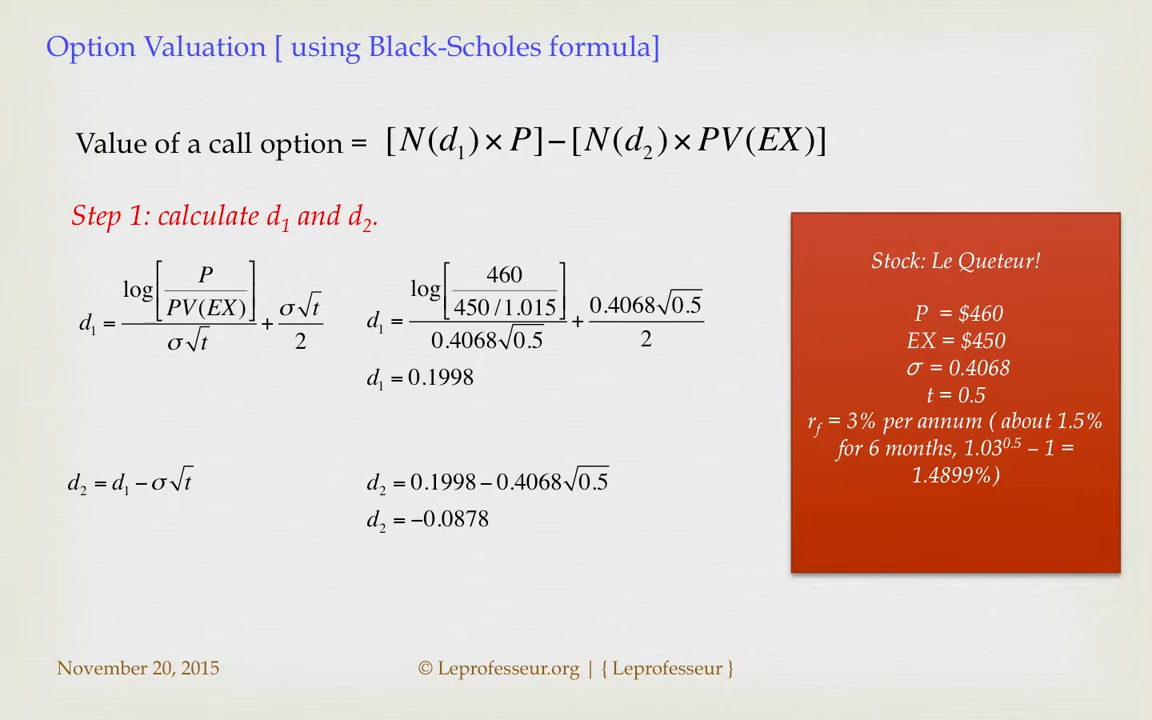 Option Valuation [ using Black-Scholes formula]
Value of a call option = [N(d₁)×P]−[N(d₂)×PV(EX)]
Step 1: calculate d₁ and d₂.
d₁ = log[P / PV(EX)] / σ√t + σ√t / 2
d₁ = log[460 / (450/1.015)] / 0.4068√0.5 + 0.4068√0.5 / 2
d₁ = 0.1998
d₂ = d₁ − σ√t
d₂ = 0.1998 − 0.4068√0.5
d₂ = −0.0878
Stock: Le Queteur!
P = $460
EX = $450
σ = 0.4068
t = 0.5
r_f = 3% per annum ( about 1.5%
for 6 months, 1.03^0.5 – 1 =
1.4899%)
November 20, 2015
© Leprofesseur.org | { Leprofesseur }